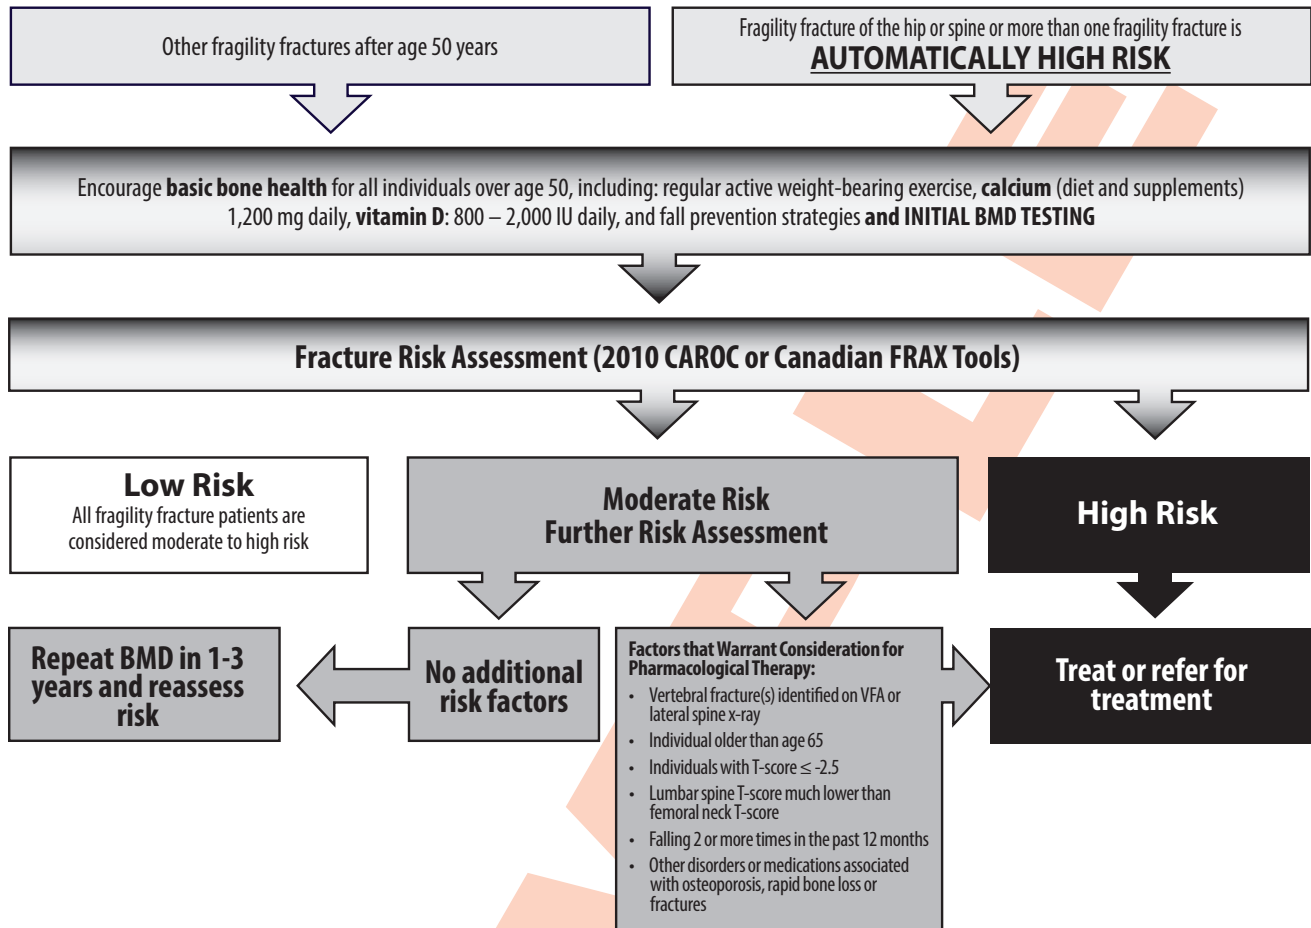 Other fragility fractures after age 50 years
Fragility fracture of the hip or spine or more than one fragility fracture is
AUTOMATICALLY HIGH RISK
Encourage basic bone health for all individuals over age 50, including: regular active weight-bearing exercise, calcium (diet and supplements)
1,200 mg daily, vitamin D: 800 – 2,000 IU daily, and fall prevention strategies and INITIAL BMD TESTING
Fracture Risk Assessment (2010 CAROC or Canadian FRAX Tools)
Low Risk
All fragility fracture patients are
considered moderate to high risk
Moderate Risk
Further Risk Assessment
High Risk
Repeat BMD in 1-3
years and reassess
risk
No additional
risk factors
Factors that Warrant Consideration for
Pharmacological Therapy:
• Vertebral fracture(s) identified on VFA or
lateral spine x-ray
• Individual older than age 65
• Individuals with T-score ≤ -2.5
• Lumbar spine T-score much lower than
femoral neck T-score
• Falling 2 or more times in the past 12 months
• Other disorders or medications associated
with osteoporosis, rapid bone loss or
fractures
Treat or refer for
treatment